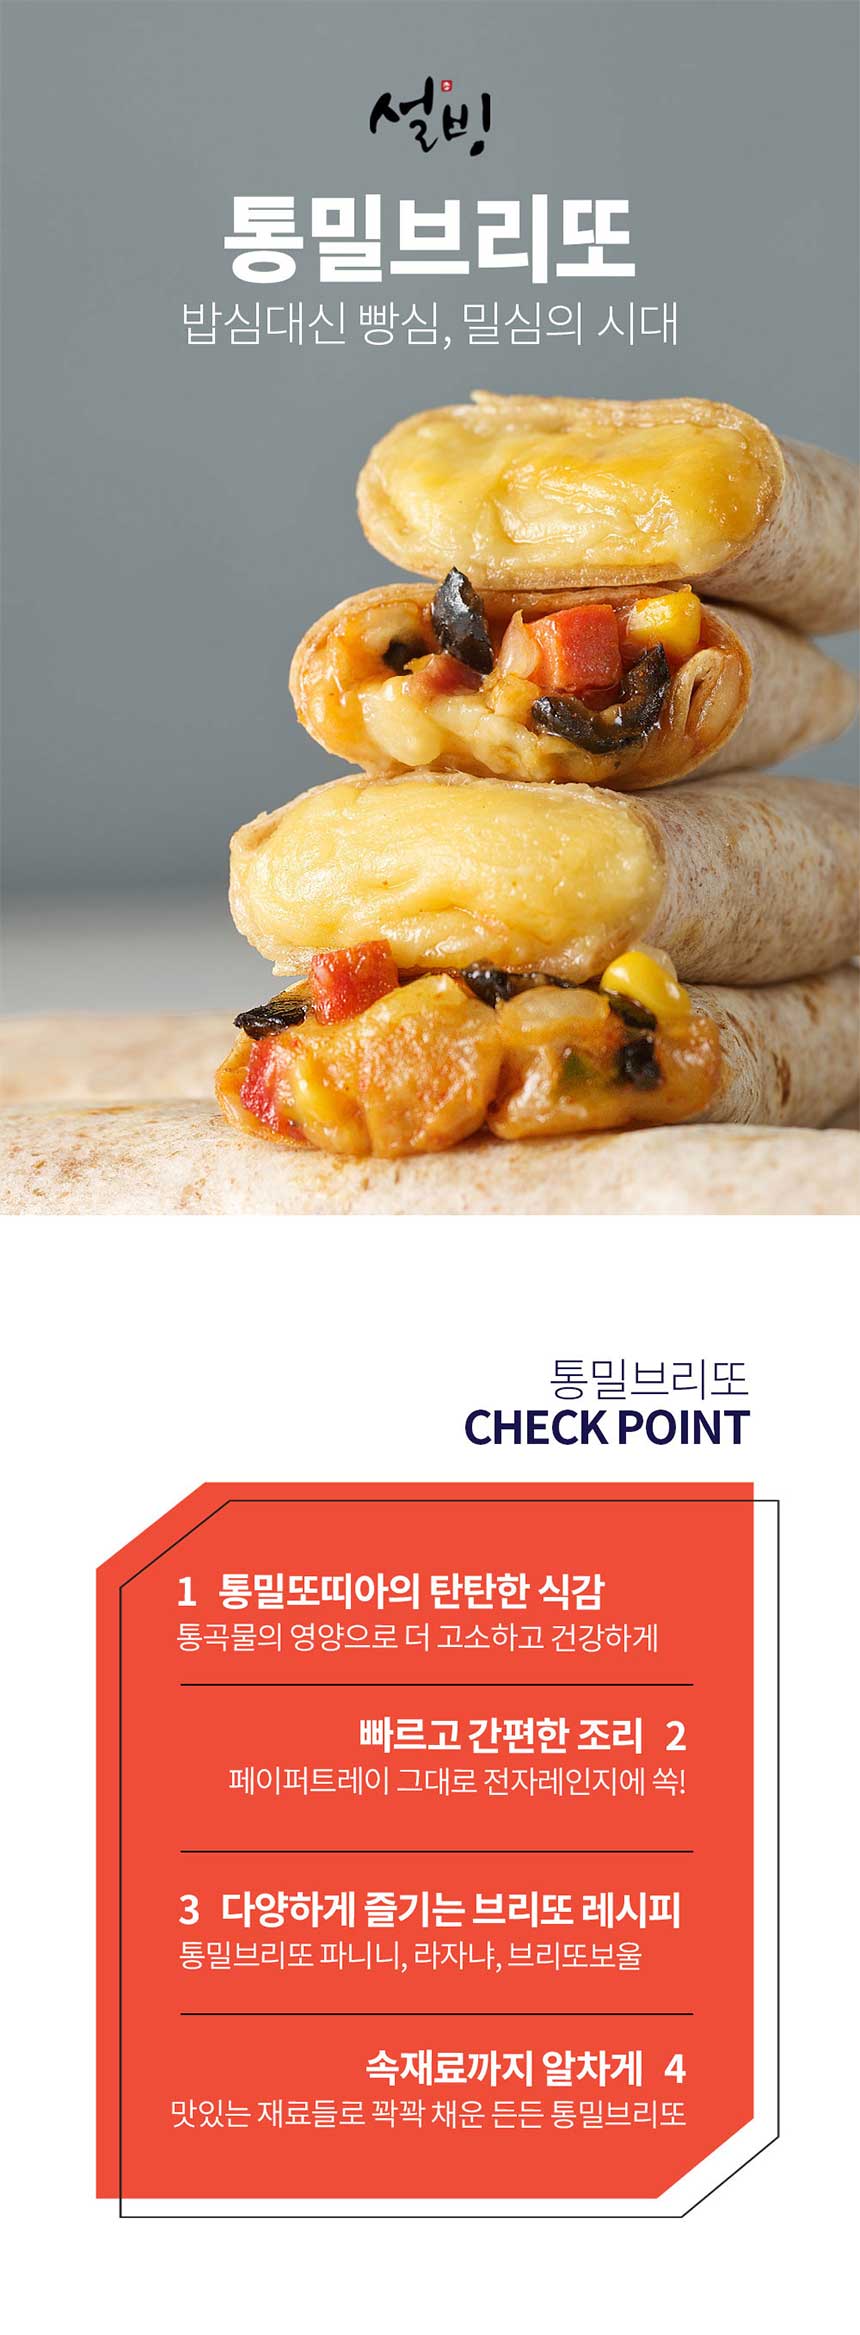 설빙
통밀브리또
밥심대신 빵심, 밀심의 시대
통밀브리또
CHECK POINT
1 통밀또띠아의 탄탄한 식감
통곡물의 영양으로 더 고소하고 건강하게
빠르고 간편한 조리 2
페이퍼트레이 그대로 전자레인지에 쏙!
3 다양하게 즐기는 브리또 레시피
통밀브리또 파니니, 라자냐, 브리또보울
속재료까지 알차게 4
맛있는 재료들로 꽉꽉 채운 든든 통밀브리또